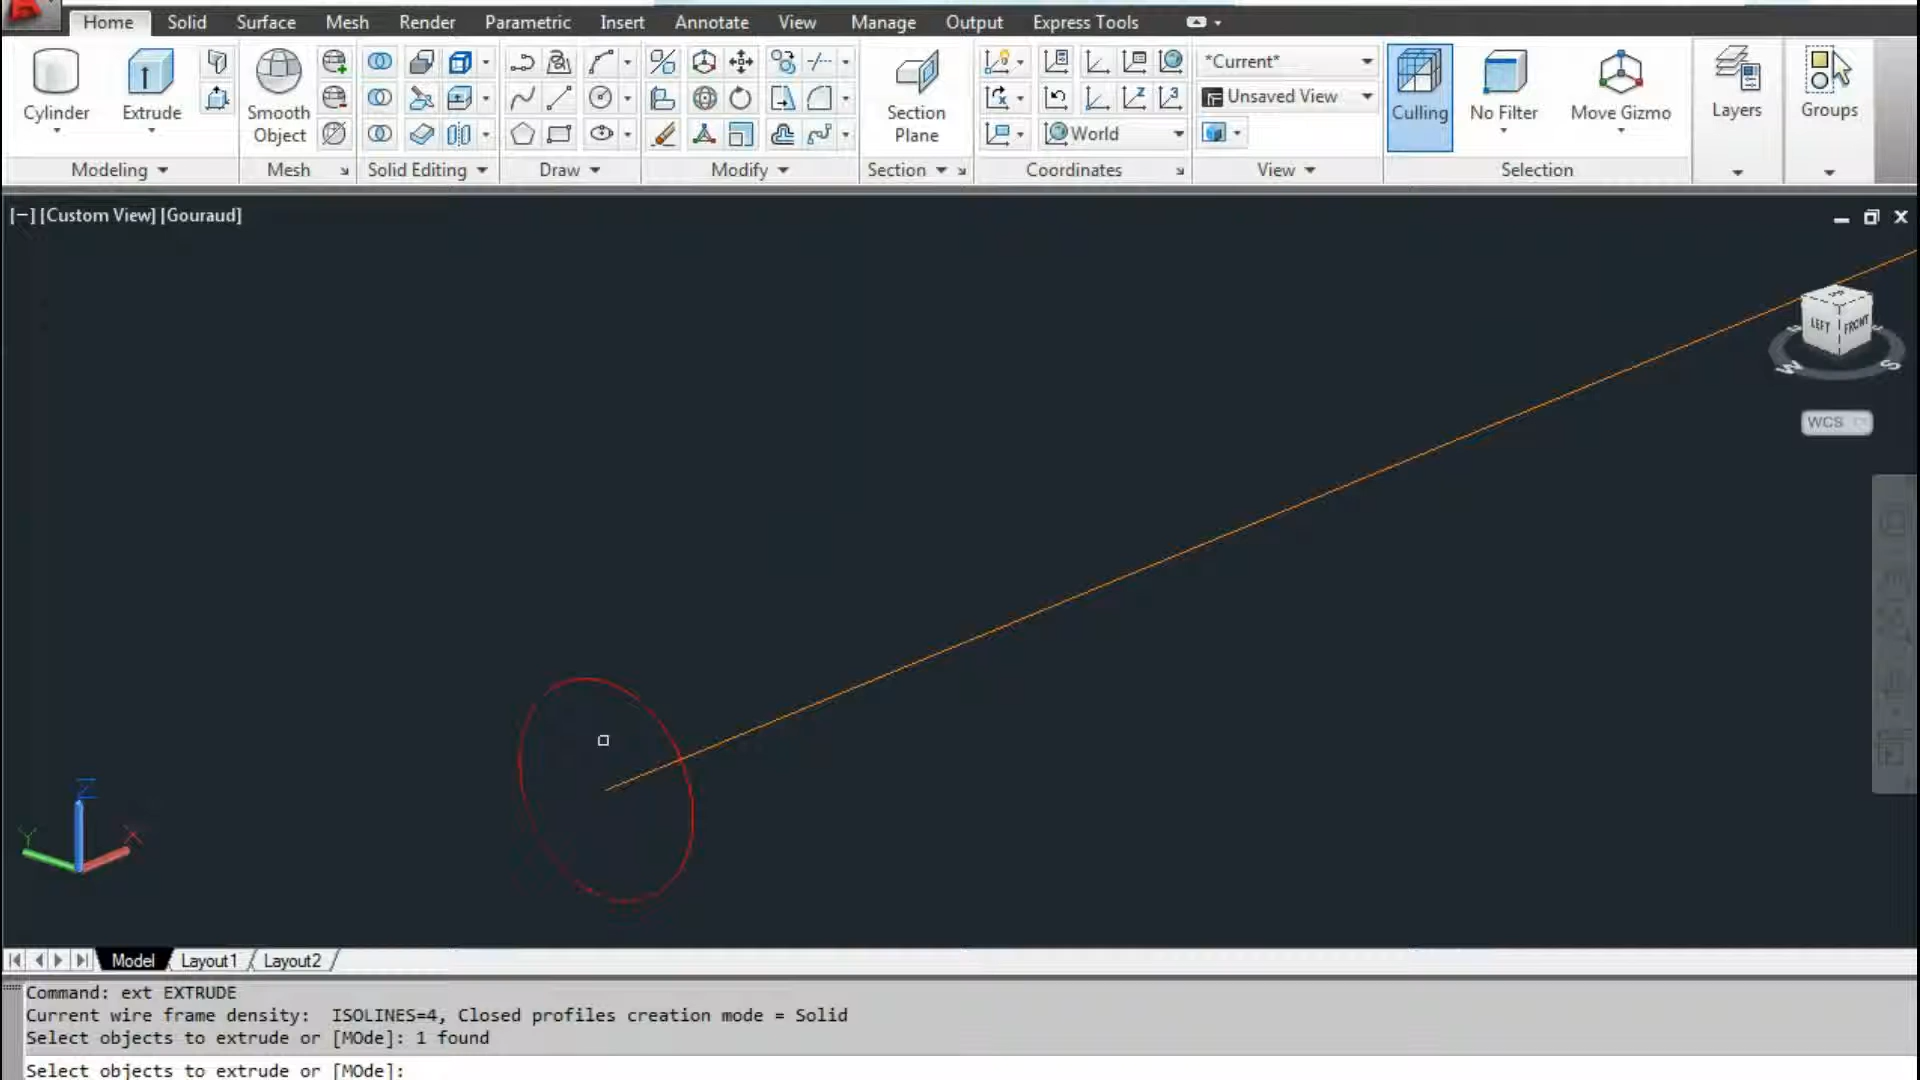 Home Solid Surface Mesh Render Parametric Insert Annotate View Manage Output Express Tools
Cylinder
Extrude
Smooth
Object
Section
Plane
*Current*
Unsaved View
World
Culling
No Filter
Move Gizmo
Layers
Groups
Modeling
Mesh
Solid Editing
Draw
Modify
Section
Coordinates
View
Selection
[−] [Custom View] [Gouraud]
TOP
LEFT
FRONT
W
S
WCS
Z
Y
X
Model
Layout1
Layout2
Command: ext EXTRUDE
Current wire frame density:  ISOLINES=4, Closed profiles creation mode = Solid
Select objects to extrude or [MOde]: 1 found
Select objects to extrude or [MOde]: